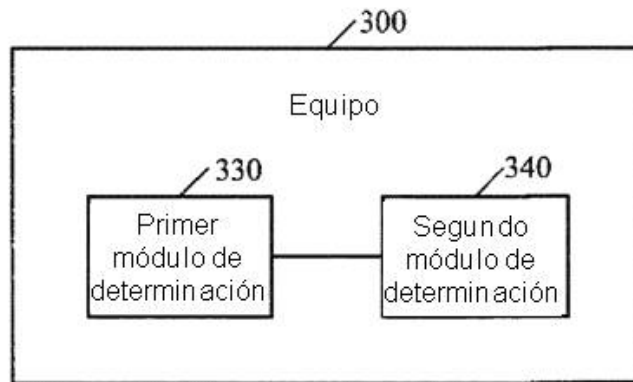 300
Equipo
330
340
Primer
módulo de
determinación
Segundo
módulo de
determinación